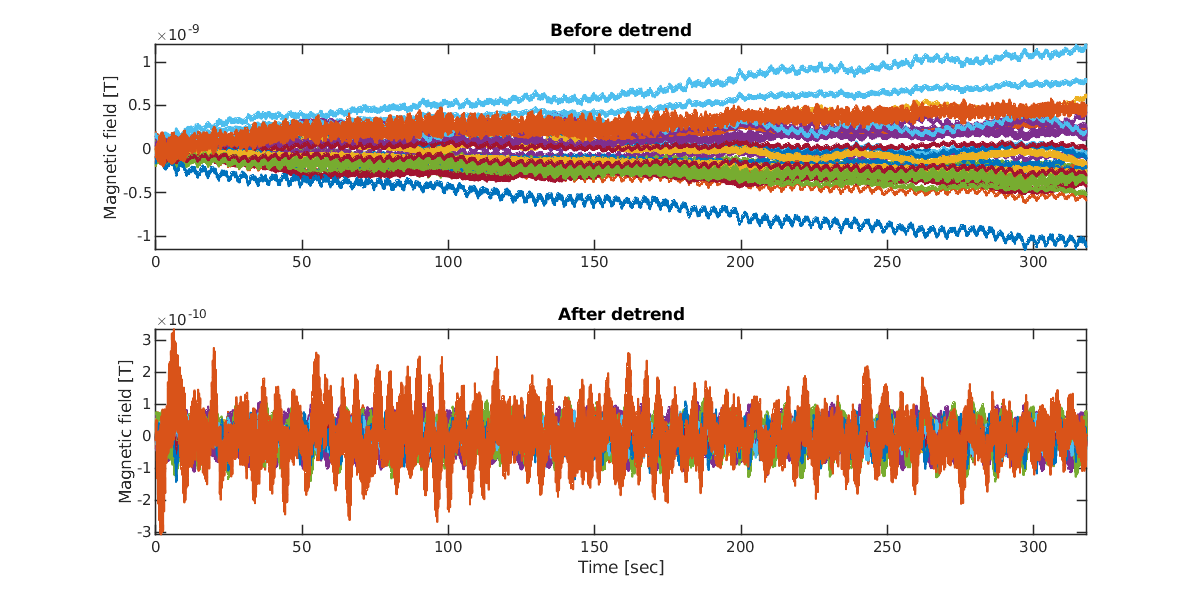 Before detrend
×10-9
1
0.5
0
-0.5
-1
Magnetic field [T]
0 50 100 150 200 250 300
After detrend
×10-10
3
2
1
0
-1
-2
-3
Magnetic field [T]
0 50 100 150 200 250 300
Time [sec]